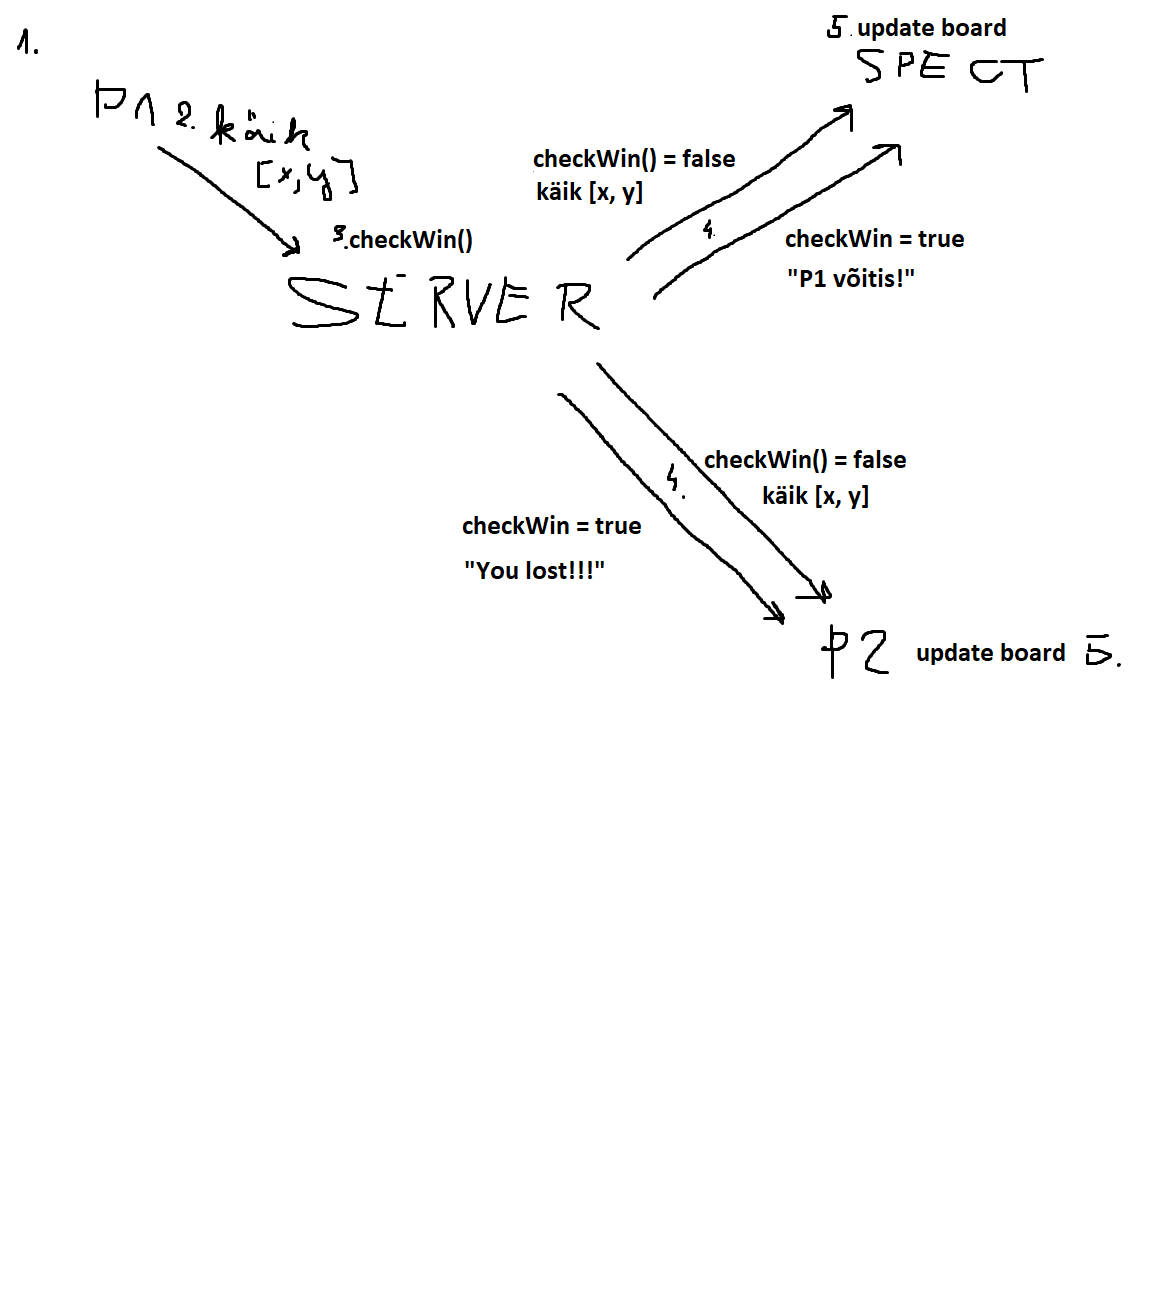 1.
P1 2. käik
[x,y]
3.checkWin()
SERVER
checkWin() = false
käik [x, y]
4.
checkWin = true
"P1 võitis!"
5. update board
SPECT
checkWin() = false
käik [x, y]
4.
checkWin = true
"You lost!!!"
P2 update board 5.